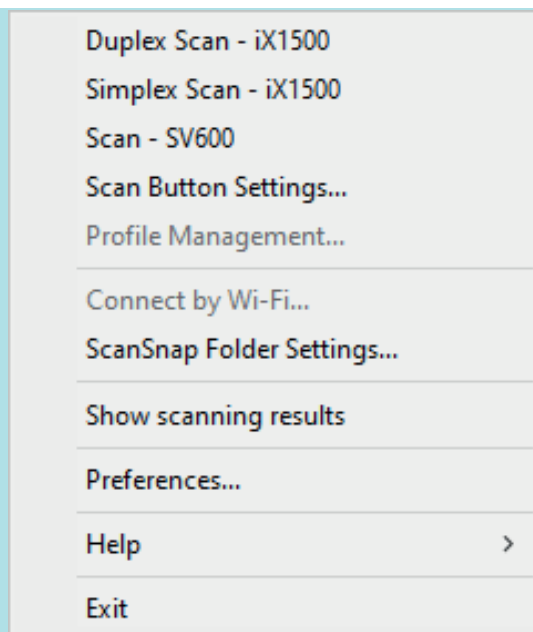 Duplex Scan - iX1500
Simplex Scan - iX1500
Scan - SV600
Scan Button Settings...
Profile Management...
Connect by Wi-Fi...
ScanSnap Folder Settings...
Show scanning results
Preferences...
Help
Exit